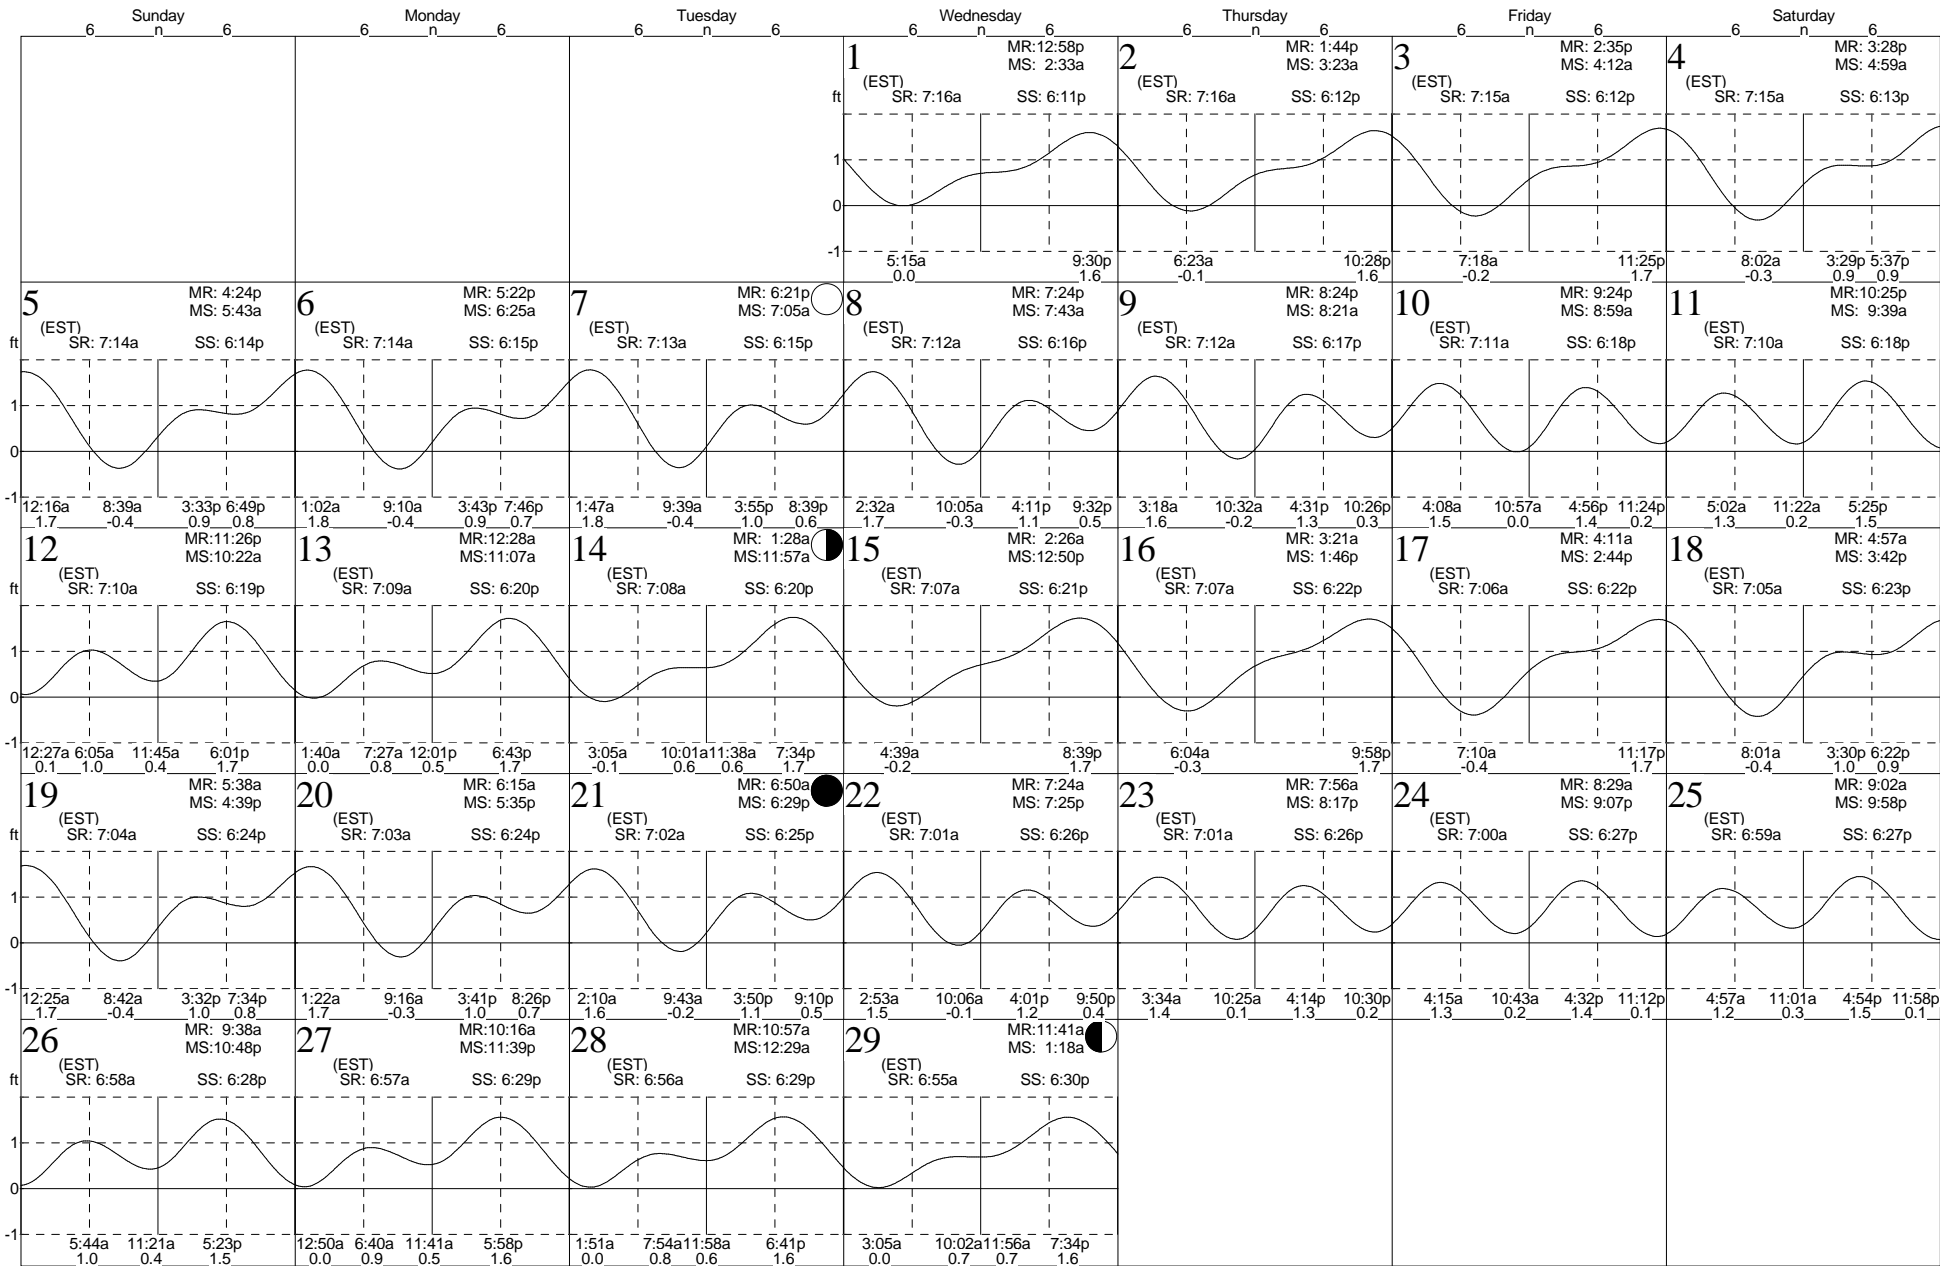 Sunday Monday Tuesday Wednesday Thursday Friday Saturday
6 n 6 6 n 6 6 n 6 6 n 6 6 n 6 6 n 6 6 n 6
1 MR:12:58p 2 MR: 1:44p 3 MR: 2:35p 4 MR: 3:28p
MS: 2:33a MS: 3:23a MS: 4:12a MS: 4:59a
(EST) (EST) (EST) (EST)
ft SR: 7:16a SS: 6:11p SR: 7:16a SS: 6:12p SR: 7:15a SS: 6:12p SR: 7:15a SS: 6:13p
1
0
-1
5:15a 9:30p 6:23a 10:28p 7:18a 11:25p 8:02a 3:29p 5:37p
0.0 1.6 -0.1 1.6 -0.2 1.7 -0.3 0.9 0.9
5 MR: 4:24p 6 MR: 5:22p 7 MR: 6:21p 8 MR: 7:24p 9 MR: 8:24p 10 MR: 9:24p 11 MR:10:25p
MS: 5:43a MS: 6:25a MS: 7:05a MS: 7:43a MS: 8:21a MS: 8:59a MS: 9:39a
(EST) (EST) (EST) (EST) (EST) (EST) (EST)
ft SR: 7:14a SS: 6:14p SR: 7:14a SS: 6:15p SR: 7:13a SS: 6:15p SR: 7:12a SS: 6:16p SR: 7:12a SS: 6:17p SR: 7:11a SS: 6:18p SR: 7:10a SS: 6:18p
1
0
-1
12:16a 8:39a 3:33p 6:49p 1:02a 9:10a 3:43p 7:46p 1:47a 9:39a 3:55p 8:39p 2:32a 10:05a 4:11p 9:32p 3:18a 10:32a 4:31p 10:26p 4:08a 10:57a 4:56p 11:24p 5:02a 11:22a 5:25p
1.7 -0.4 0.9 0.8 1.8 -0.4 0.9 0.7 1.8 -0.4 1.0 0.6 1.7 -0.3 1.1 0.5 1.6 -0.2 1.3 0.3 1.5 0.0 1.4 0.2 1.3 0.2 1.5
12 MR:11:26p 13 MR:12:28a 14 MR: 1:28a 15 MR: 2:26a 16 MR: 3:21a 17 MR: 4:11a 18 MR: 4:57a
MS:10:22a MS:11:07a MS:11:57a MS:12:50p MS: 1:46p MS: 2:44p MS: 3:42p
(EST) (EST) (EST) (EST) (EST) (EST) (EST)
ft SR: 7:10a SS: 6:19p SR: 7:09a SS: 6:20p SR: 7:08a SS: 6:20p SR: 7:07a SS: 6:21p SR: 7:07a SS: 6:22p SR: 7:06a SS: 6:22p SR: 7:05a SS: 6:23p
1
0
-1
12:27a 6:05a 11:45a 6:01p 1:40a 7:27a 12:01p 6:43p 3:05a 10:01a 11:38a 7:34p 4:39a 8:39p 6:04a 9:58p 7:10a 11:17p 8:01a 3:30p 6:22p
0.1 1.0 0.4 1.7 0.0 0.8 0.5 1.7 -0.1 0.6 0.6 1.7 -0.2 1.7 -0.3 1.7 -0.4 1.7 -0.4 1.0 0.9
19 MR: 5:38a 20 MR: 6:15a 21 MR: 6:50a 22 MR: 7:24a 23 MR: 7:56a 24 MR: 8:29a 25 MR: 9:02a
MS: 4:39p MS: 5:35p MS: 6:29p MS: 7:25p MS: 8:17p MS: 9:07p MS: 9:58p
(EST) (EST) (EST) (EST) (EST) (EST) (EST)
ft SR: 7:04a SS: 6:24p SR: 7:03a SS: 6:24p SR: 7:02a SS: 6:25p SR: 7:01a SS: 6:26p SR: 7:01a SS: 6:26p SR: 7:00a SS: 6:27p SR: 6:59a SS: 6:27p
1
0
-1
12:25a 8:42a 3:32p 7:34p 1:22a 9:16a 3:41p 8:26p 2:10a 9:43a 3:50p 9:10p 2:53a 10:06a 4:01p 9:50p 3:34a 10:25a 4:14p 10:30p 4:15a 10:43a 4:32p 11:12p 4:57a 11:01a 4:54p 11:58p
1.7 -0.4 1.0 0.8 1.7 -0.3 1.0 0.7 1.6 -0.2 1.1 0.5 1.5 -0.1 1.2 0.4 1.4 0.1 1.3 0.2 1.3 0.2 1.4 0.1 1.2 0.3 1.5 0.1
26 MR: 9:38a 27 MR:10:16a 28 MR:10:57a 29 MR:11:41a
MS:10:48p MS:11:39p MS:12:29a MS: 1:18a
(EST) (EST) (EST) (EST)
ft SR: 6:58a SS: 6:28p SR: 6:57a SS: 6:29p SR: 6:56a SS: 6:29p SR: 6:55a SS: 6:30p
1
0
-1
5:44a 11:21a 5:23p 12:50a 6:40a 11:41a 5:58p 1:51a 7:54a 11:58a 6:41p 3:05a 10:02a 11:56a 7:34p
1.0 0.4 1.5 0.0 0.9 0.5 1.6 0.0 0.8 0.6 1.6 0.0 0.7 0.7 1.6